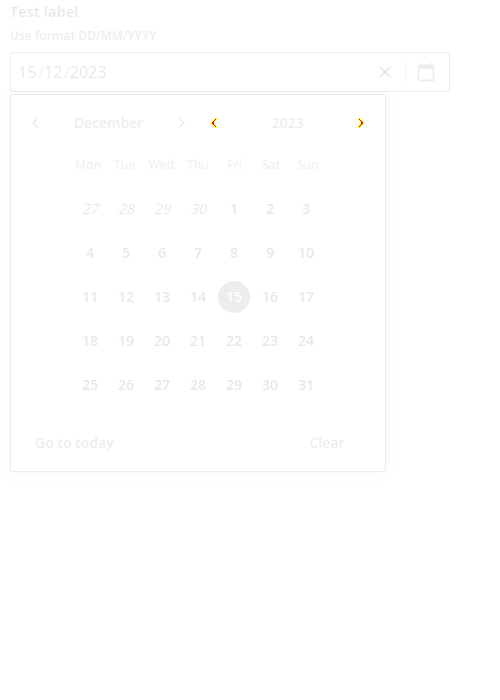 Test label
Use format DD/MM/YYYY
15/12/2023
December 2023
Mon Tue Wed Thu Fri Sat Sun
27 28 29 30 1 2 3
4 5 6 7 8 9 10
11 12 13 14 15 16 17
18 19 20 21 22 23 24
25 26 27 28 29 30 31
Go to today Clear